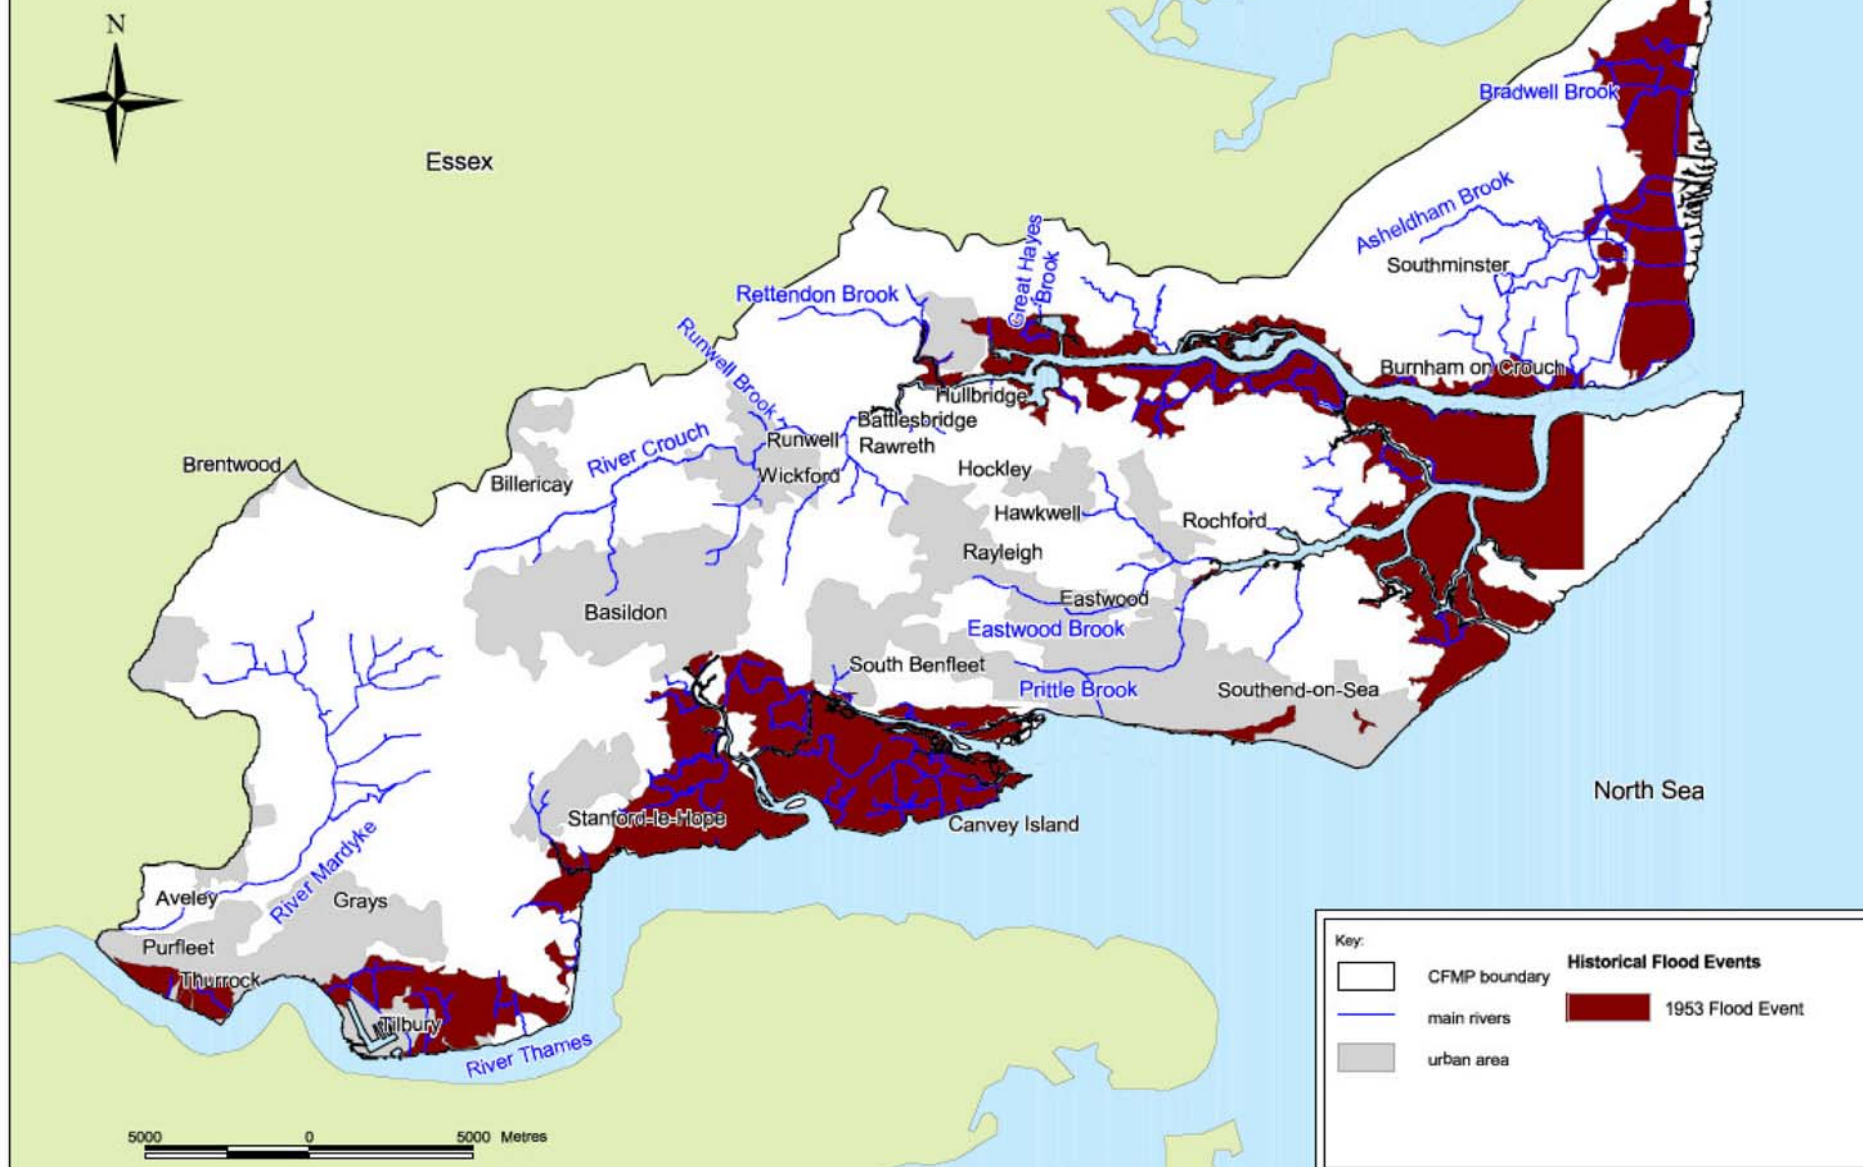 N
Essex
Bradwell Brook
Asheldham Brook
Southminster
Great Hayes
Brook
Rettendon Brook
Runwell Brook
Burnham on Crouch
Hullbridge
Battlesbridge
Runwell
Rawreth
River Crouch
Brentwood
Billericay
Wickford
Hockley
Hawkwell
Rochford
Rayleigh
Basildon
Eastwood
Eastwood Brook
South Benfleet
Prittle Brook
Southend-on-Sea
North Sea
Stanford-le-Hope
Canvey Island
River Mardyke
Aveley
Grays
Purfleet
Thurrock
Tilbury
River Thames
5000 0 5000 Metres
Key:
CFMP boundary
main rivers
urban area
Historical Flood Events
1953 Flood Event